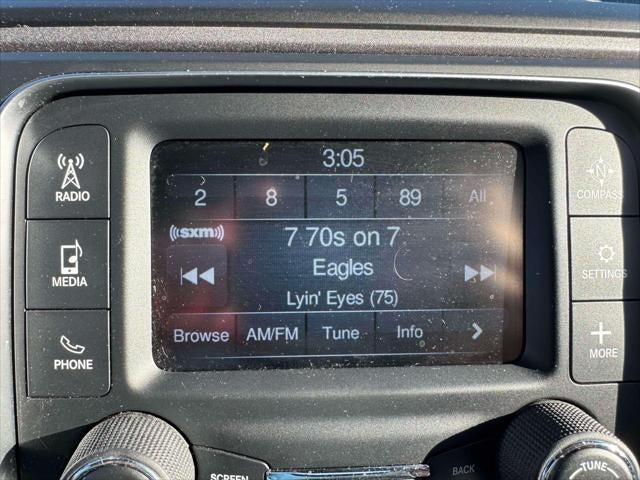 3:05
RADIO
2 8 5 89 All
N
COMPASS
((sxm))
7 70s on 7
Eagles
Lyin' Eyes (75)
MEDIA
SETTINGS
Browse AM/FM Tune Info
PHONE
MORE
SCREEN
BACK
TUNE